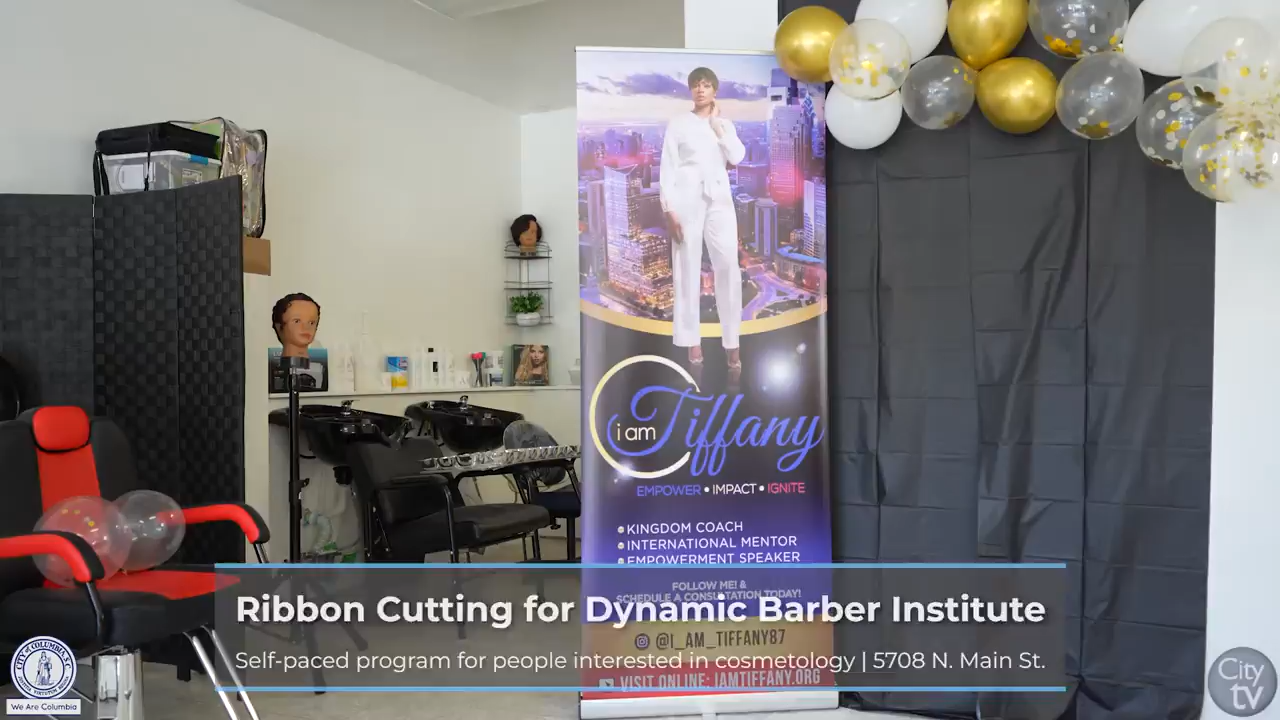 i am Tiffany
EMPOWER • IMPACT • IGNITE
KINGDOM COACH
INTERNATIONAL MENTOR
EMPOWERMENT SPEAKER
FOLLOW ME! &
SCHEDULE A CONSULTATION TODAY!
Ribbon Cutting for Dynamic Barber Institute
@I_AM_TIFFANY87
Self-paced program for people interested in cosmetology | 5708 N. Main St.
VISIT ONLINE: IAMTIFFANY.ORG
We Are Columbia
City
tv